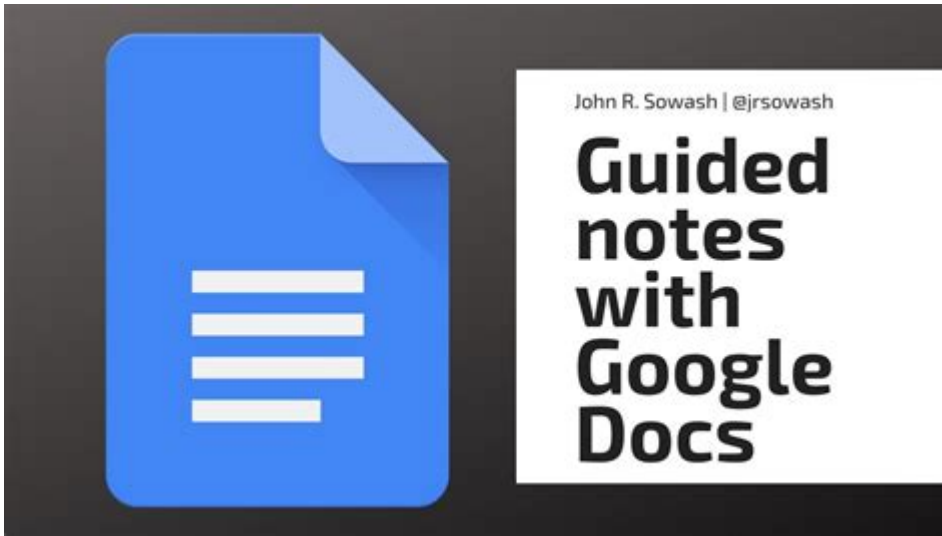 John R. Sowash | @jrsowash
Guided
notes
with
Google
Docs